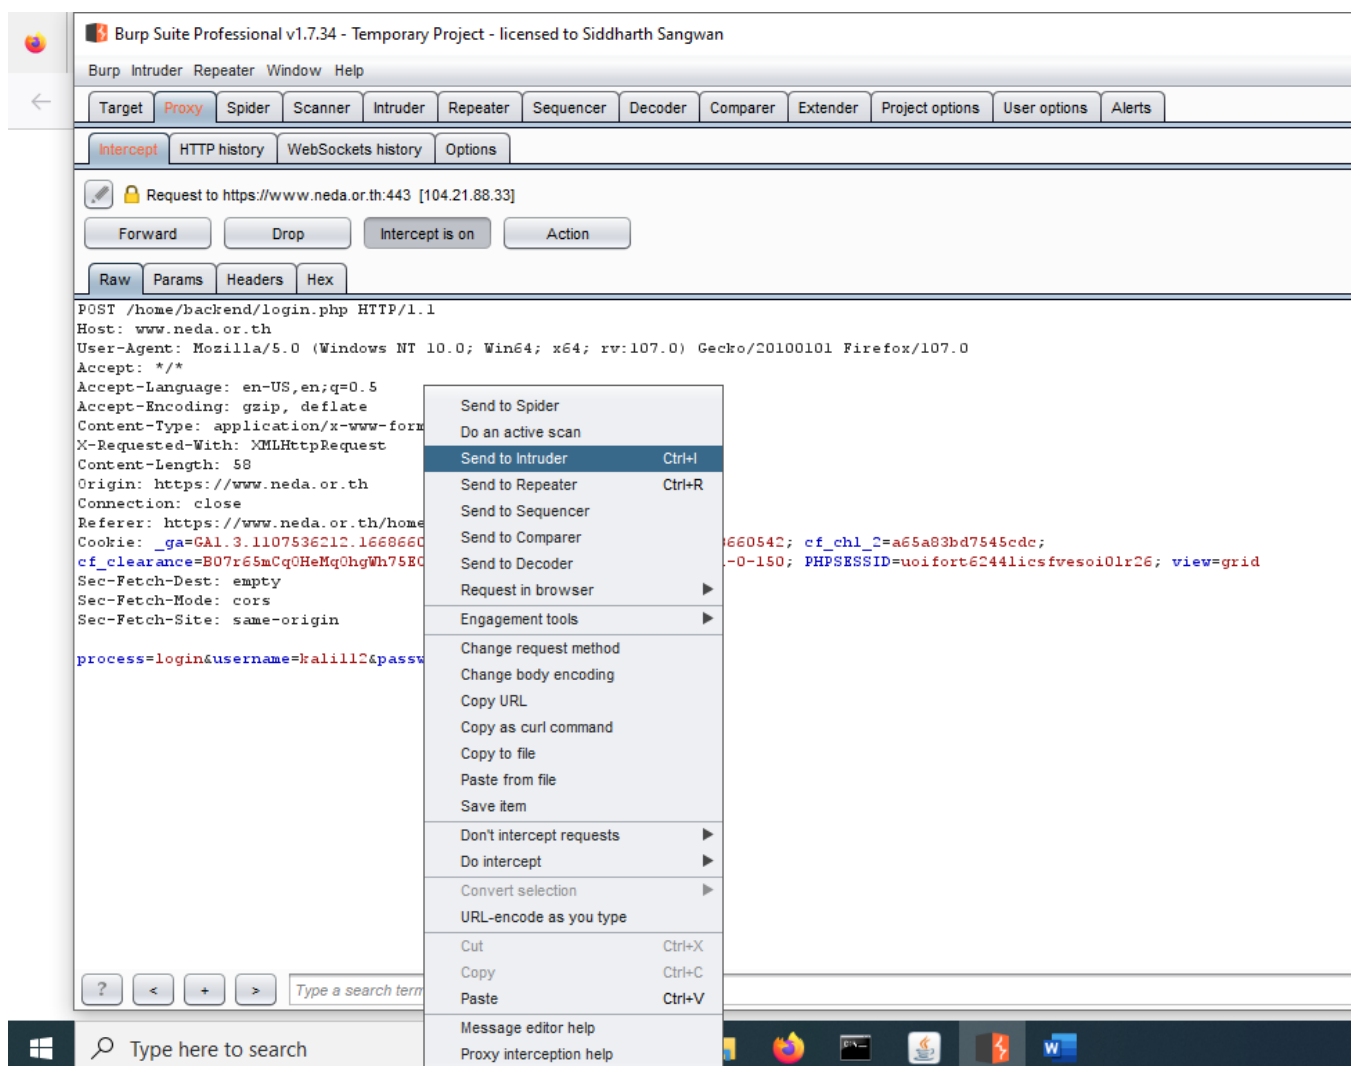 Burp Suite Professional v1.7.34 - Temporary Project - licensed to Siddharth Sangwan
Burp Intruder Repeater Window Help
Target Proxy Spider Scanner Intruder Repeater Sequencer Decoder Comparer Extender Project options User options Alerts
Intercept HTTP history WebSockets history Options
Request to https://www.neda.or.th:443 [104.21.88.33]
Forward Drop Intercept is on Action
Raw Params Headers Hex
POST /home/backend/login.php HTTP/1.1
Host: www.neda.or.th
User-Agent: Mozilla/5.0 (Windows NT 10.0; Win64; x64; rv:107.0) Gecko/20100101 Firefox/107.0
Accept: */*
Accept-Language: en-US,en;q=0.5
Accept-Encoding: gzip, deflate
Content-Type: application/x-www-form
X-Requested-With: XMLHttpRequest
Content-Length: 58
Origin: https://www.neda.or.th
Connection: close
Referer: https://www.neda.or.th/home
Cookie: _ga=GA1.3.1107536212.1668660 3660542; cf_chl_2=a65a83bd7545cdc;
cf_clearance=B07r65mCq0HeMq0hgWh75E0 -0-150; PHPSESSID=uoifort6244licsfvesoi0lr26; view=grid
Sec-Fetch-Dest: empty
Sec-Fetch-Mode: cors
Sec-Fetch-Site: same-origin
process=login&username=kalill2&passw
Send to Spider
Do an active scan
Send to Intruder Ctrl+I
Send to Repeater Ctrl+R
Send to Sequencer
Send to Comparer
Send to Decoder
Request in browser
Engagement tools
Change request method
Change body encoding
Copy URL
Copy as curl command
Copy to file
Paste from file
Save item
Don't intercept requests
Do intercept
Convert selection
URL-encode as you type
Cut Ctrl+X
Copy Ctrl+C
Paste Ctrl+V
Message editor help
Proxy interception help
? < + > Type a search term
Type here to search